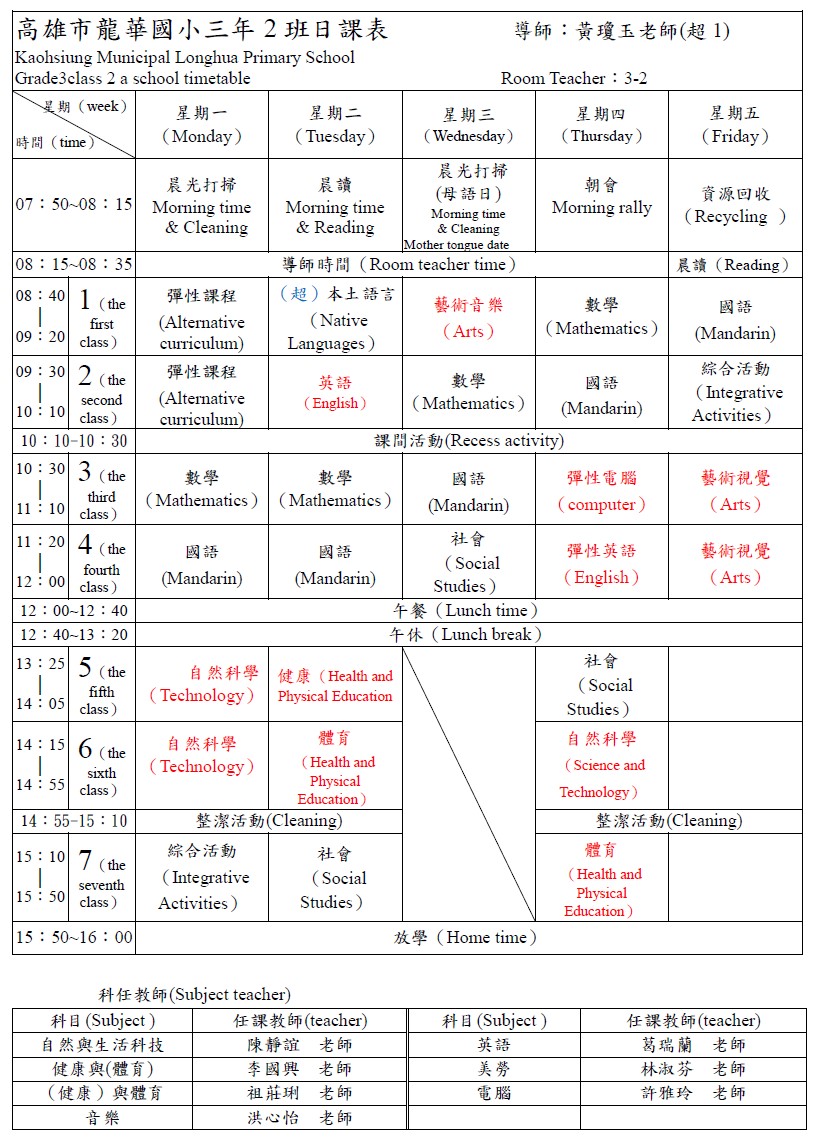 高雄市龍華國小三年 2 班日課表 導師：黃瓊玉老師(超 1)
Kaohsiung Municipal Longhua Primary School
Grade3class 2 a school timetable Room Teacher：3-2
星期（week）
時間（time）
星期一
（Monday）
星期二
（Tuesday）
星期三
（Wednesday）
星期四
（Thursday）
星期五
（Friday）
07：50~08：15
晨光打掃
Morning time
& Cleaning
晨讀
Morning time
& Reading
晨光打掃
(母語日)
Morning time
& Cleaning
Mother tongue date
朝會
Morning rally
資源回收
（Recycling ）
08：15~08：35 導師時間（Room teacher time） 晨讀（Reading）
08：40
|
09：20
1（the
first
class）
彈性課程
(Alternative
curriculum)
（超）本土語言
（Native
Languages）
藝術音樂
（Arts）
數學
（Mathematics）
國語
(Mandarin)
09：30
|
10：10
2（the
second
class）
彈性課程
(Alternative
curriculum)
英語
（English）
數學
（Mathematics）
國語
(Mandarin)
綜合活動
（Integrative
Activities）
10：10-10：30 課間活動(Recess activity)
10：30
|
11：10
3（the
third
class）
數學
（Mathematics）
數學
（Mathematics）
國語
(Mandarin)
彈性電腦
（computer）
藝術視覺
（Arts）
11：20
|
12：00
4（the
fourth
class）
國語
(Mandarin)
國語
(Mandarin)
社會
（Social
Studies）
彈性英語
（English）
藝術視覺
（Arts）
12：00~12：40 午餐（Lunch time）
12：40~13：20 午休（Lunch break）
13：25
|
14：05
5（the
fifth
class）
自然科學
（Technology）
健康（Health and
Physical Education
社會
（Social
Studies）
14：15
|
14：55
6（the
sixth
class）
自然科學
（Technology）
體育
（Health and
Physical
Education）
自然科學
（Science and
Technology）
14：55-15：10 整潔活動(Cleaning) 整潔活動(Cleaning)
15：10
|
15：50
7（the
seventh
class）
綜合活動
（Integrative
Activities）
社會
（Social
Studies）
體育
（Health and
Physical
Education）
15：50~16：00 放學（Home time）
科任教師(Subject teacher)
科目(Subject ) 任課教師(teacher) 科目(Subject ) 任課教師(teacher)
自然與生活科技 陳靜誼 老師 英語 葛瑞蘭 老師
健康與(體育) 李國興 老師 美勞 林淑芬 老師
（健康）與體育 祖莊琍 老師 電腦 許雅玲 老師
音樂 洪心怡 老師